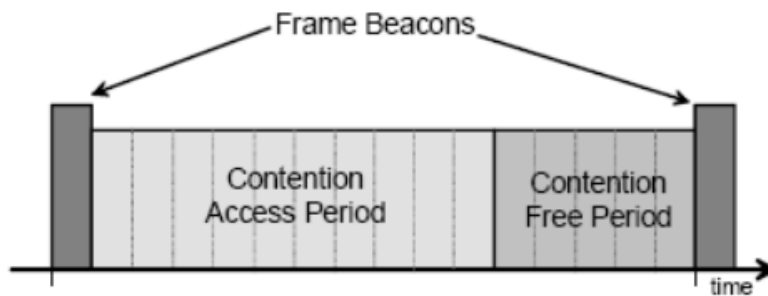 Frame Beacons
Contention
Access Period
Contention
Free Period
time